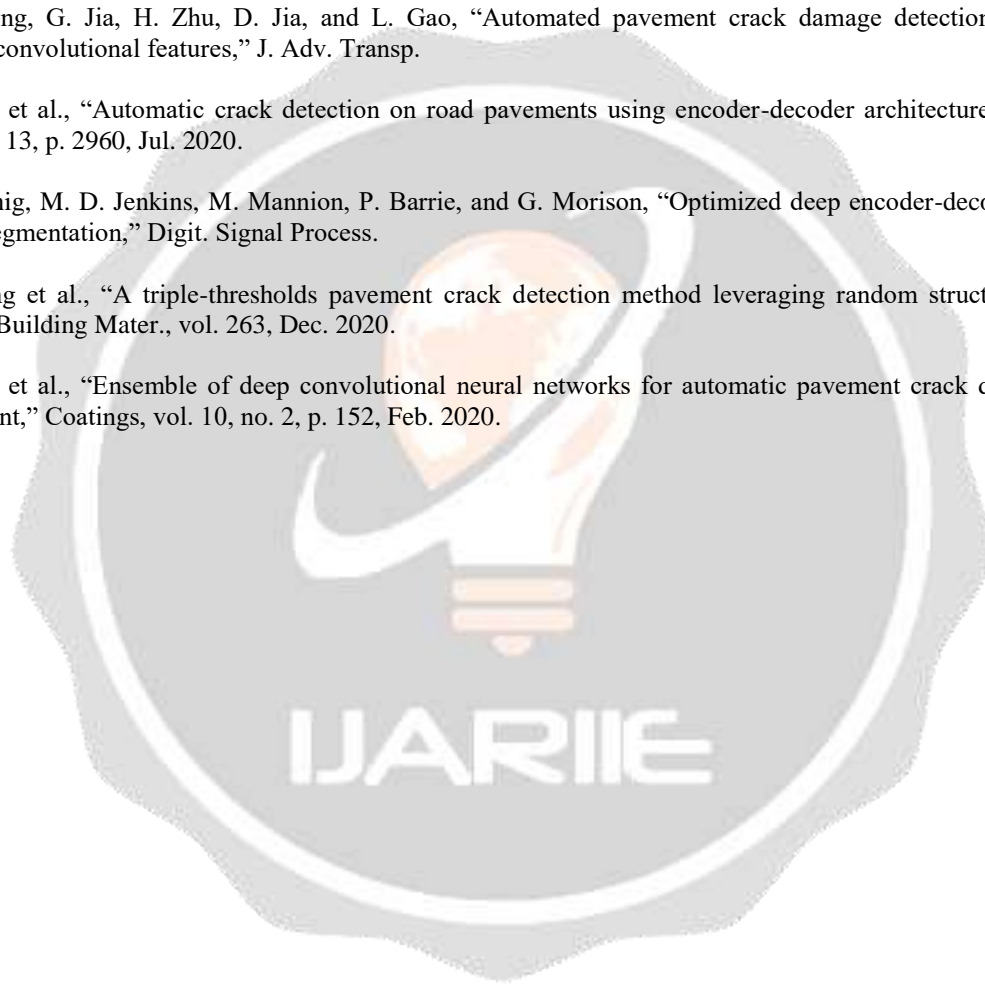 ng, G. Jia, H. Zhu, D. Jia, and L. Gao, “Automated pavement crack damage detection
convolutional features,” J. Adv. Transp.
et al., “Automatic crack detection on road pavements using encoder-decoder architecture
13, p. 2960, Jul. 2020.
nig, M. D. Jenkins, M. Mannion, P. Barrie, and G. Morison, “Optimized deep encoder-deco
egmentation,” Digit. Signal Process.
ng et al., “A triple-thresholds pavement crack detection method leveraging random struct
Building Mater., vol. 263, Dec. 2020.
et al., “Ensemble of deep convolutional neural networks for automatic pavement crack
nt,” Coatings, vol. 10, no. 2, p. 152, Feb. 2020.
IJARIIE